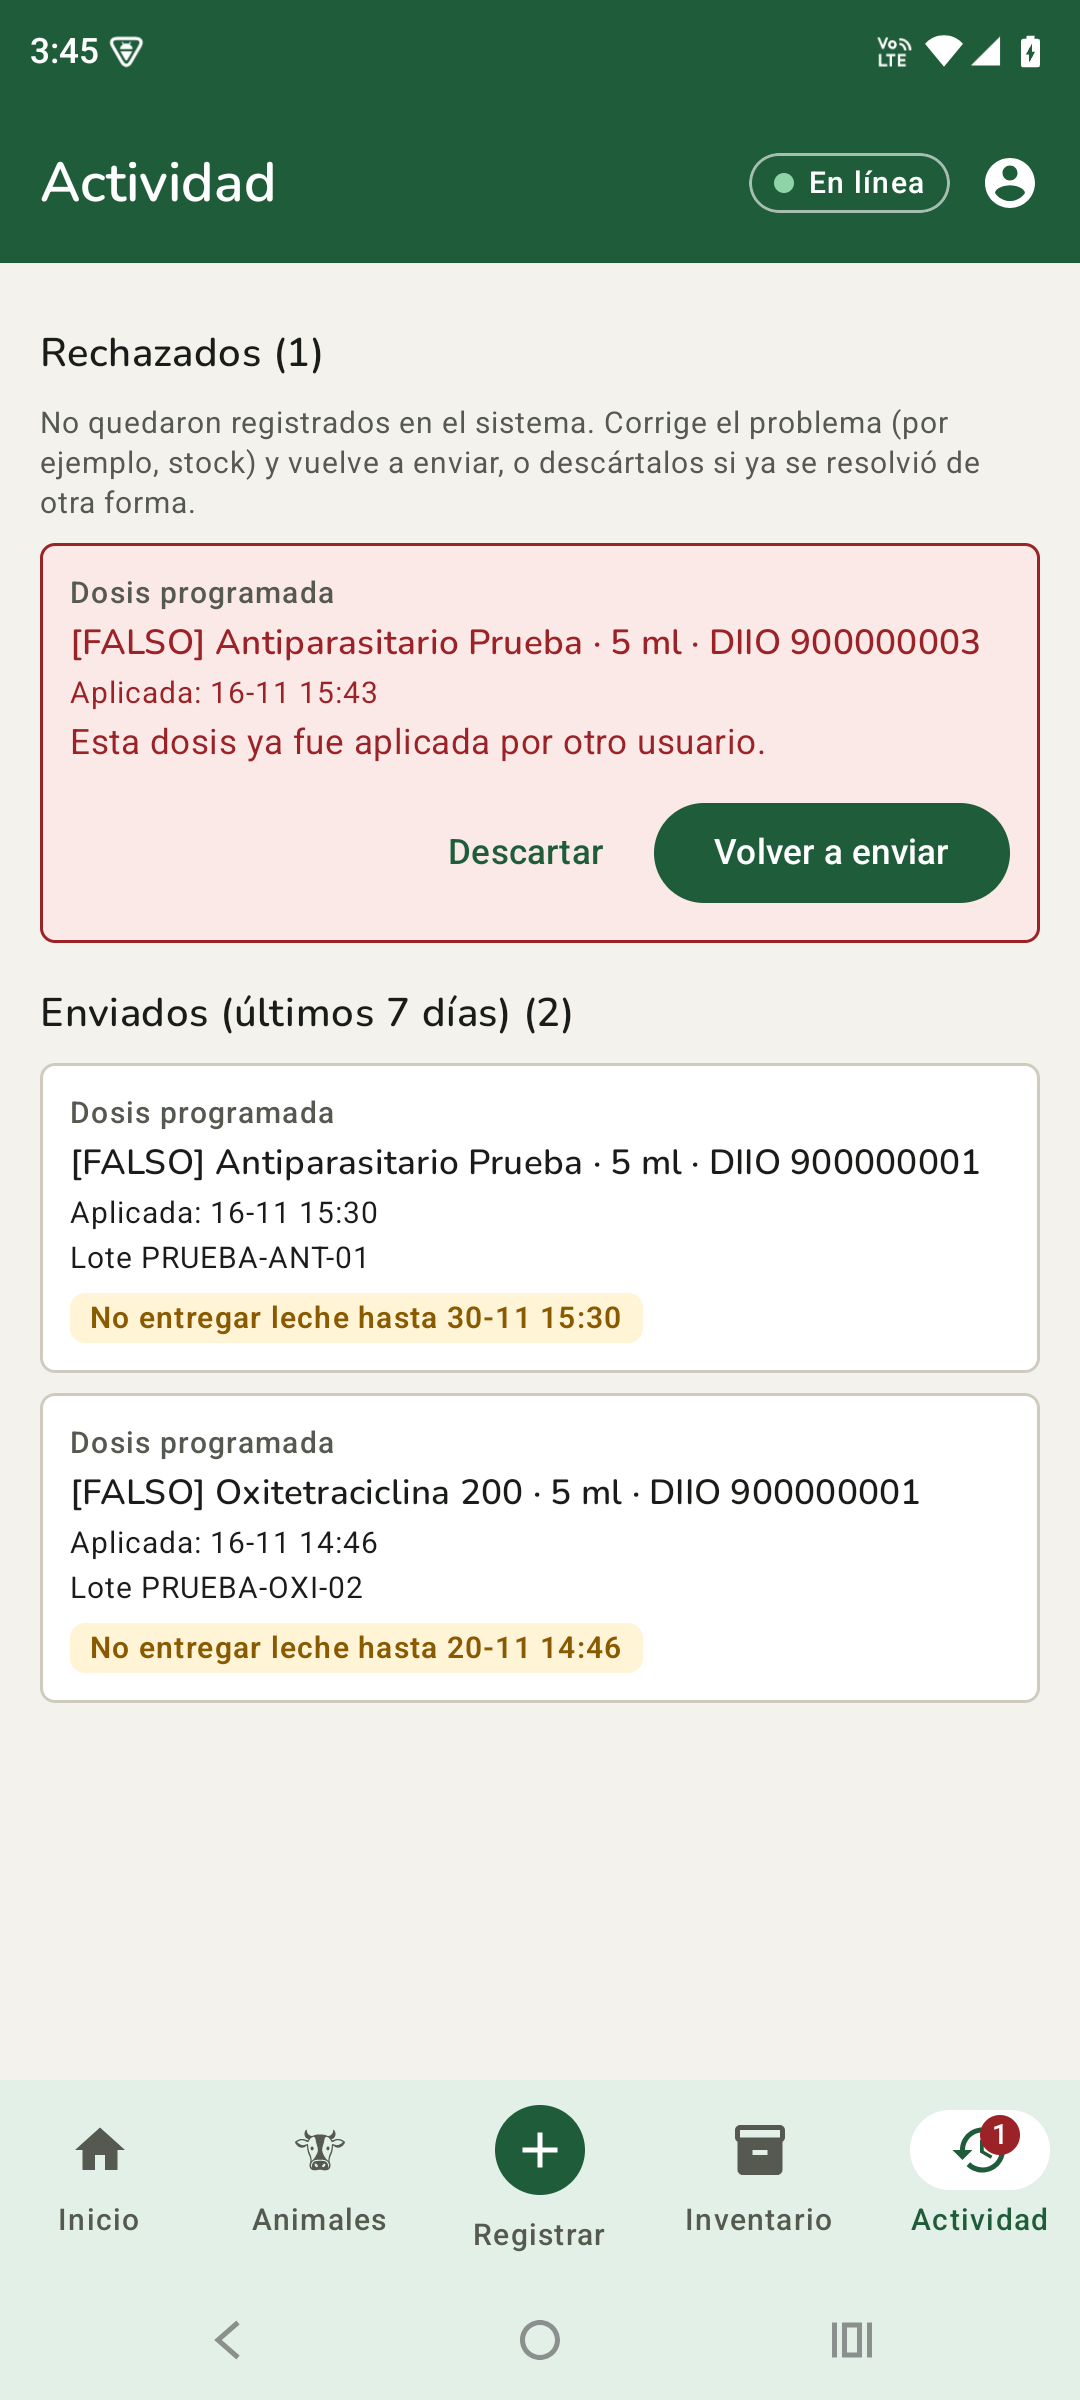 3:45
Vo LTE
Actividad
En línea
Rechazados (1)
No quedaron registrados en el sistema. Corrige el problema (por
ejemplo, stock) y vuelve a enviar, o descártalos si ya se resolvió de
otra forma.
Dosis programada
[FALSO] Antiparasitario Prueba · 5 ml · DIIO 900000003
Aplicada: 16-11 15:43
Esta dosis ya fue aplicada por otro usuario.
Descartar
Volver a enviar
Enviados (últimos 7 días) (2)
Dosis programada
[FALSO] Antiparasitario Prueba · 5 ml · DIIO 900000001
Aplicada: 16-11 15:30
Lote PRUEBA-ANT-01
No entregar leche hasta 30-11 15:30
Dosis programada
[FALSO] Oxitetraciclina 200 · 5 ml · DIIO 900000001
Aplicada: 16-11 14:46
Lote PRUEBA-OXI-02
No entregar leche hasta 20-11 14:46
1
Inicio
Animales
Registrar
Inventario
Actividad